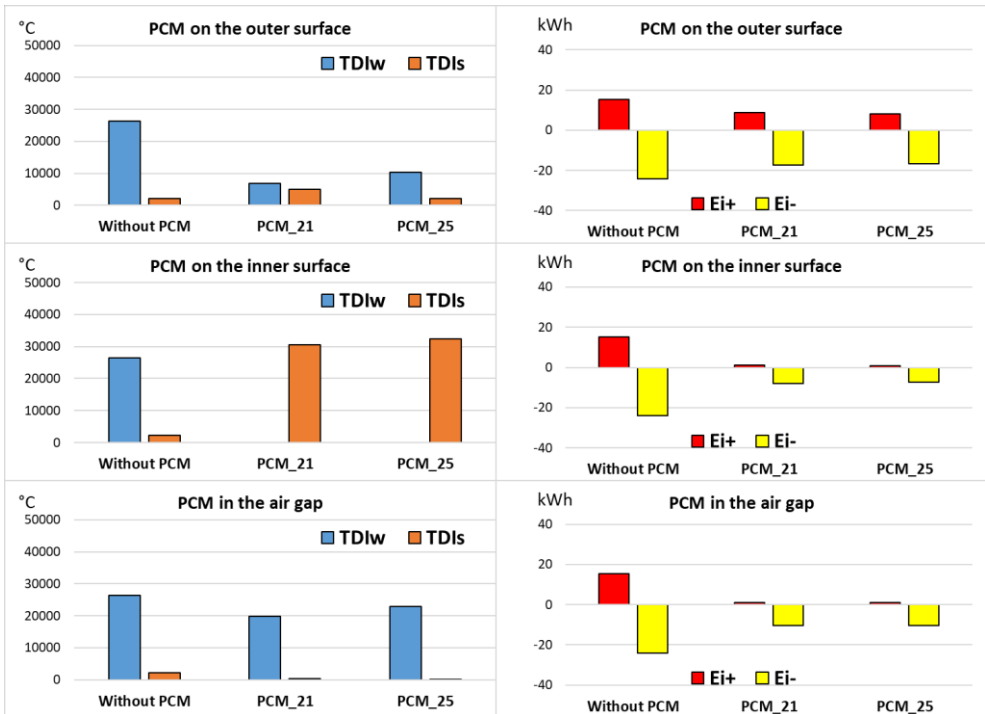 °C
PCM on the outer surface
TDIw TDIs
50000
40000
30000
20000
10000
0
Without PCM PCM_21 PCM_25
kWh
PCM on the outer surface
40
20
0
-20
-40
Ei+ Ei-
Without PCM PCM_21 PCM_25
°C
PCM on the inner surface
TDIw TDIs
50000
40000
30000
20000
10000
0
Without PCM PCM_21 PCM_25
kWh
PCM on the inner surface
40
20
0
-20
-40
Ei+ Ei-
Without PCM PCM_21 PCM_25
°C
PCM in the air gap
TDIw TDIs
50000
40000
30000
20000
10000
0
Without PCM PCM_21 PCM_25
kWh
PCM in the air gap
40
20
0
-20
-40
Ei+ Ei-
Without PCM PCM_21 PCM_25